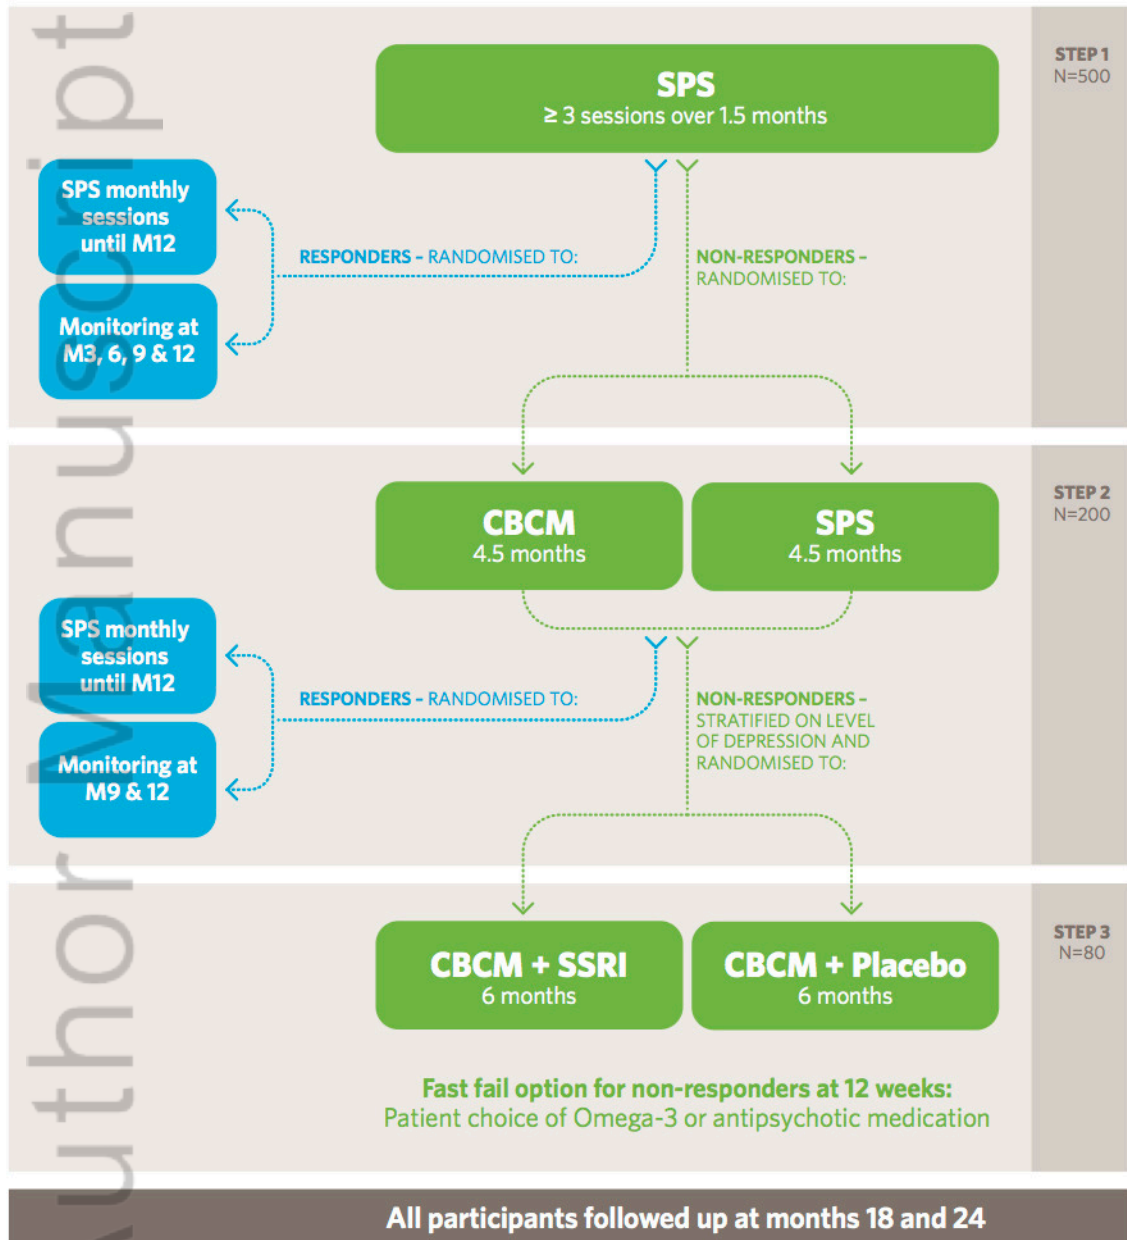 SPS
≥ 3 sessions over 1.5 months
STEP 1
N=500
SPS monthly
sessions
until M12
Monitoring at
M3, 6, 9 & 12
RESPONDERS – RANDOMISED TO:
NON-RESPONDERS –
RANDOMISED TO:
CBCM
4.5 months
SPS
4.5 months
STEP 2
N=200
SPS monthly
sessions
until M12
Monitoring at
M9 & 12
RESPONDERS – RANDOMISED TO:
NON-RESPONDERS –
STRATIFIED ON LEVEL
OF DEPRESSION AND
RANDOMISED TO:
CBCM + SSRI
6 months
CBCM + Placebo
6 months
STEP 3
N=80
Fast fail option for non-responders at 12 weeks:
Patient choice of Omega-3 or antipsychotic medication
All participants followed up at months 18 and 24
Author Manuscript